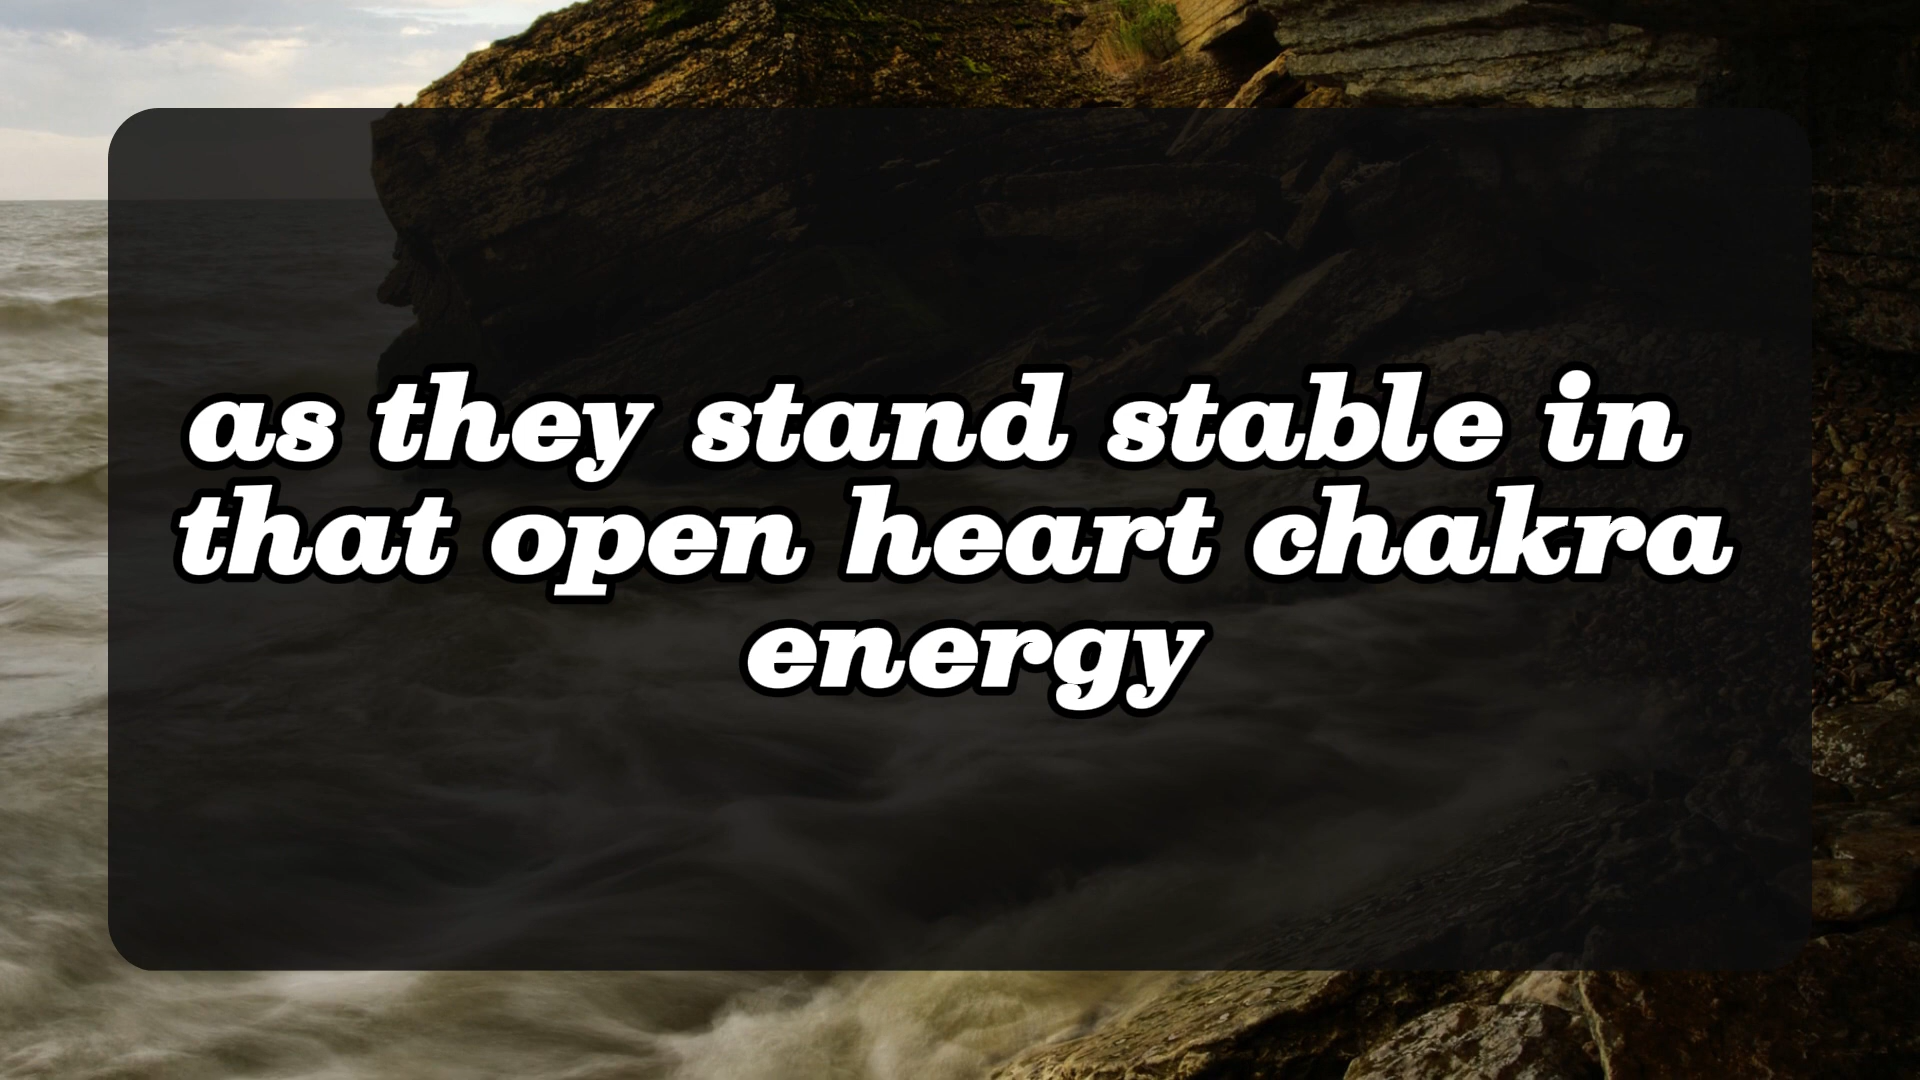 as they stand stable in
that open heart chakra
energy